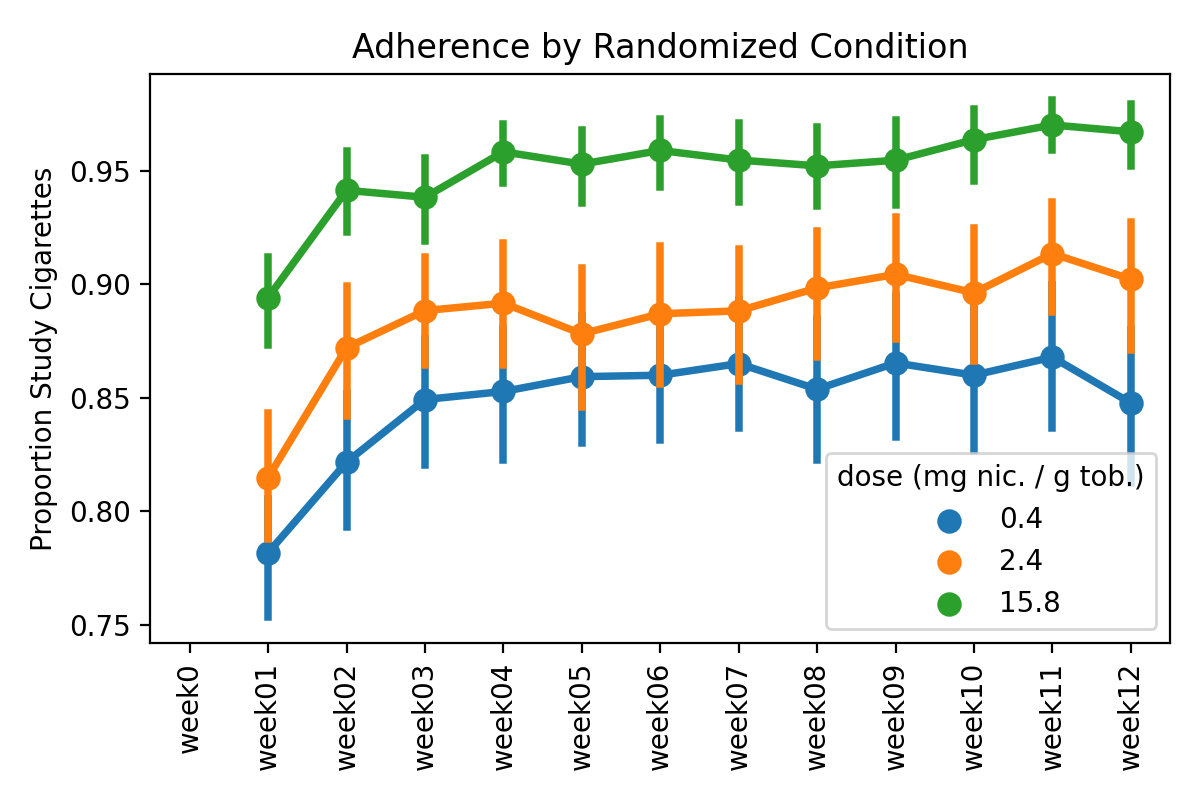 Adherence by Randomized Condition
Proportion Study Cigarettes
0.95
0.90
0.85
0.80
0.75
dose (mg nic. / g tob.)
0.4
2.4
15.8
week0
week01
week02
week03
week04
week05
week06
week07
week08
week09
week10
week11
week12